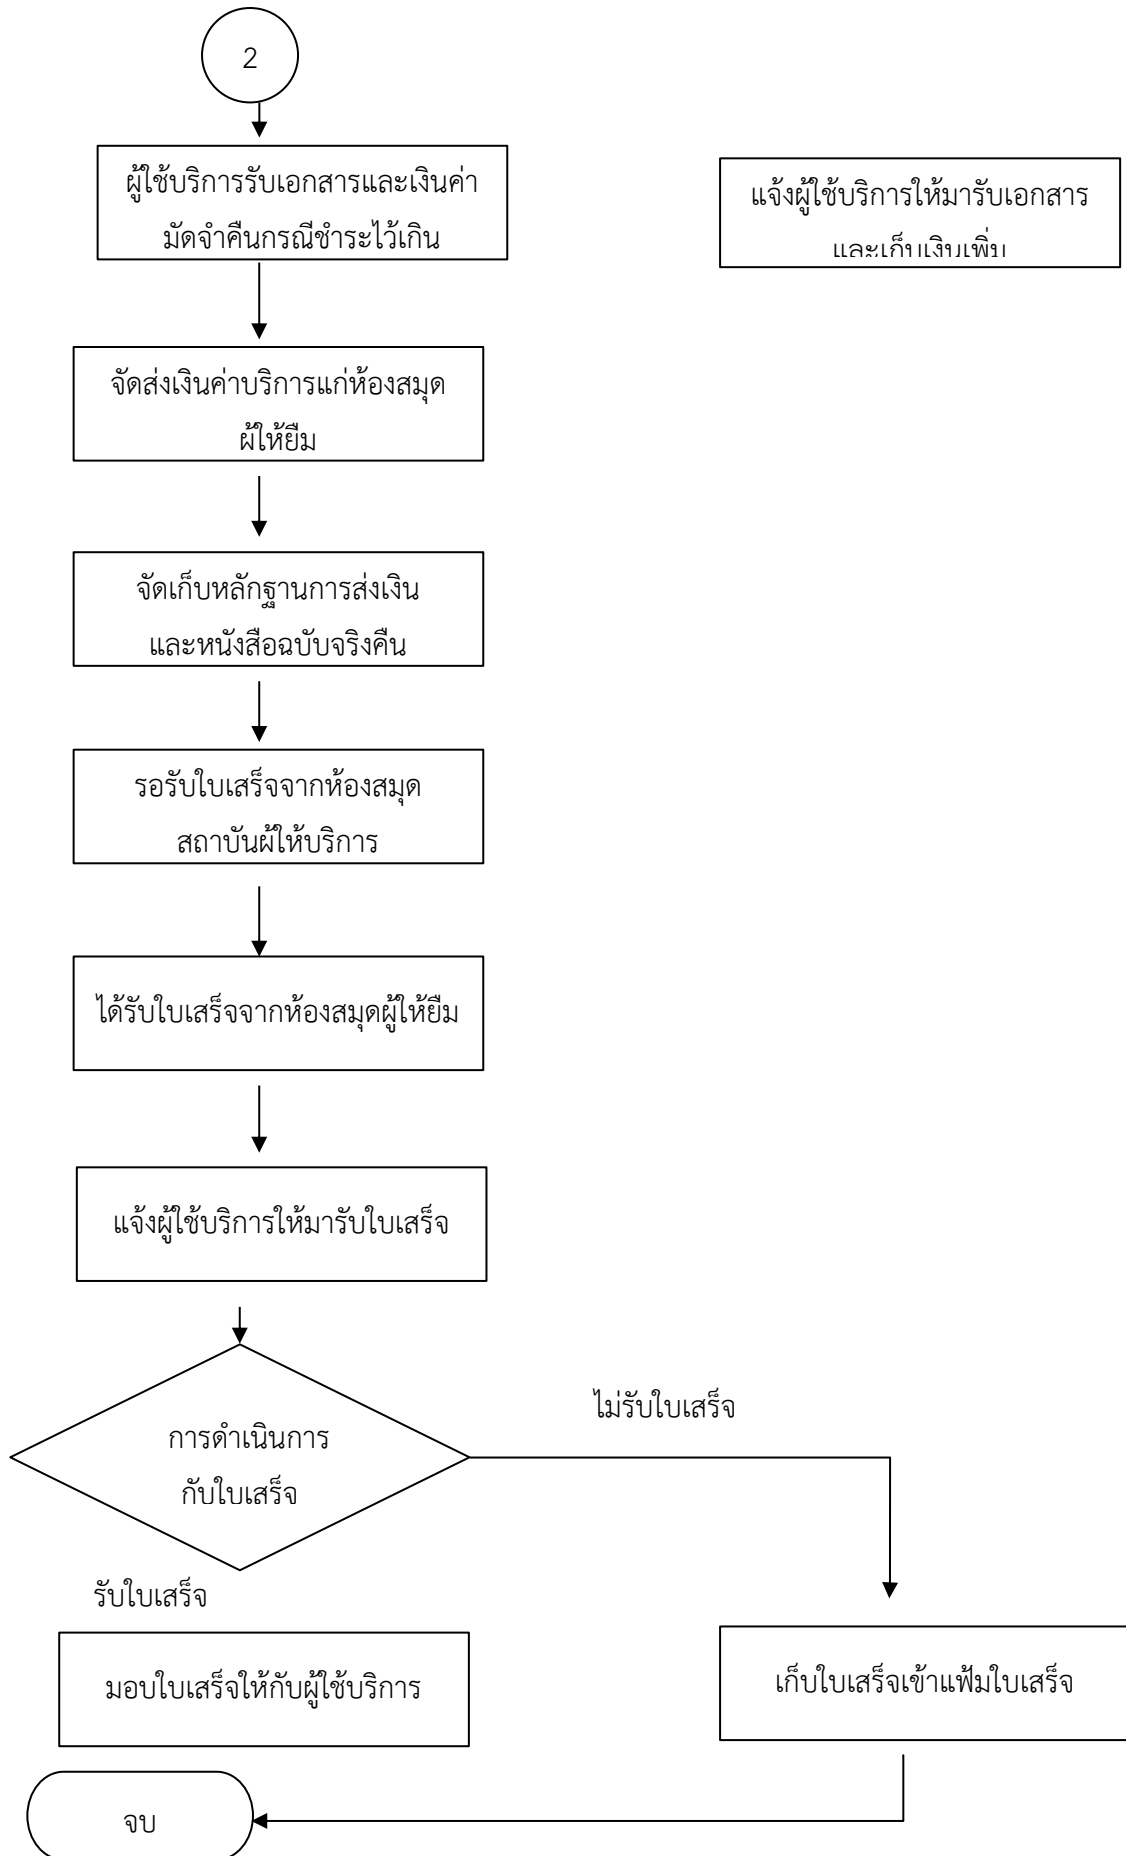 2
ผู้ใช้บริการรับเอกสารและเงินค่า
มัดจำคืนกรณีชำระไว้เกิน
แจ้งผู้ใช้บริการให้มารับเอกสาร
และเก็บเงินเพิ่ม
จัดส่งเงินค่าบริการแก่ห้องสมุด
ผู้ให้ยืม
จัดเก็บหลักฐานการส่งเงิน
และหนังสือฉบับจริงคืน
รอรับใบเสร็จจากห้องสมุด
สถาบันผู้ให้บริการ
ได้รับใบเสร็จจากห้องสมุดผู้ให้ยืม
แจ้งผู้ใช้บริการให้มารับใบเสร็จ
ไม่รับใบเสร็จ
การดำเนินการ
กับใบเสร็จ
รับใบเสร็จ
มอบใบเสร็จให้กับผู้ใช้บริการ
เก็บใบเสร็จเข้าแฟ้มใบเสร็จ
จบ